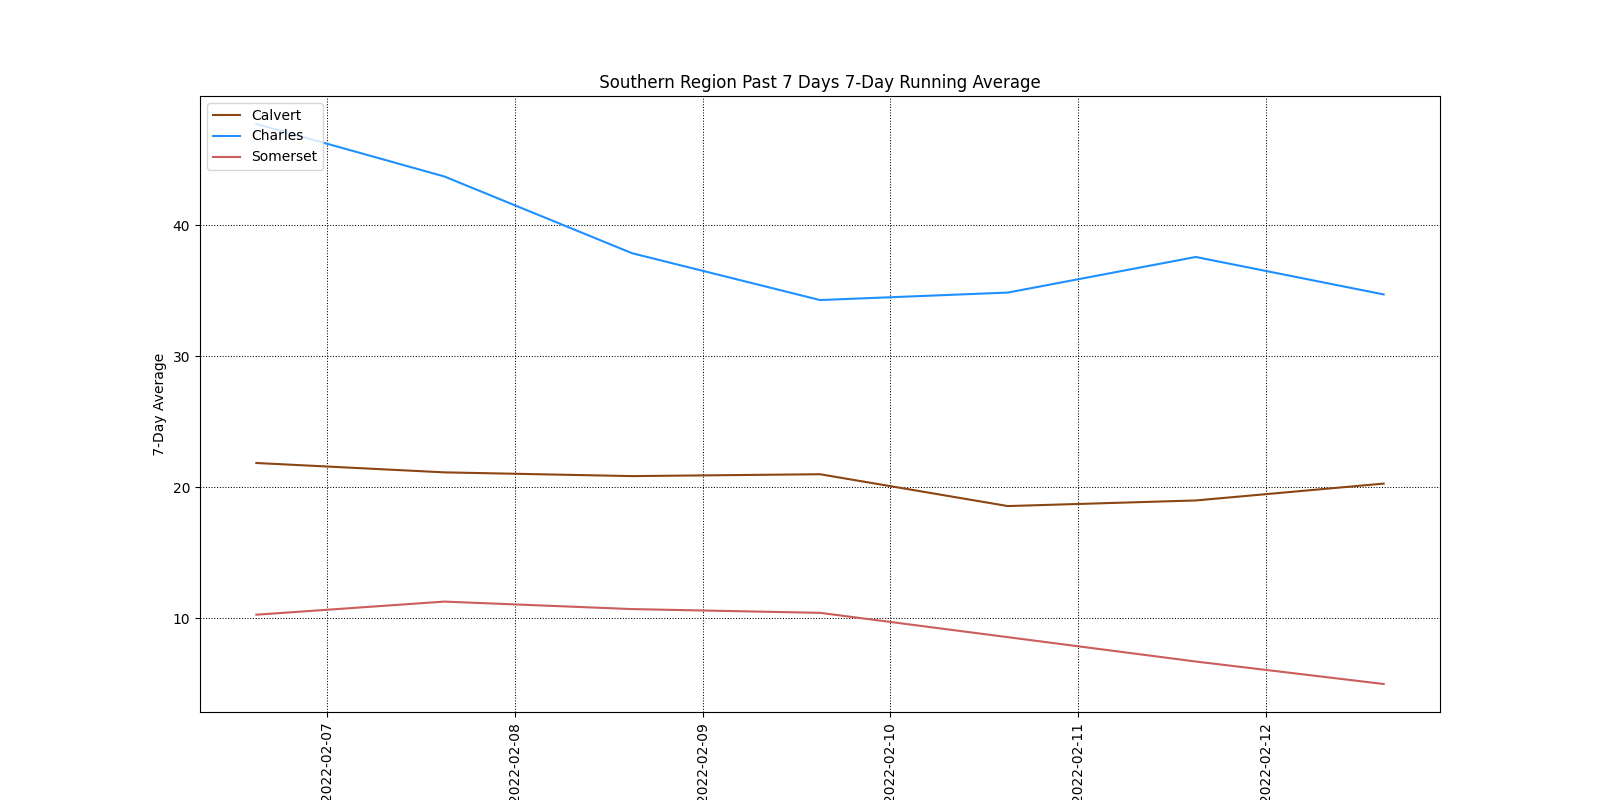 Southern Region Past 7 Days 7-Day Running Average
Calvert
Charles
Somerset
40
30
20
10
7-Day Average
2022-02-07
2022-02-08
2022-02-09
2022-02-10
2022-02-11
2022-02-12